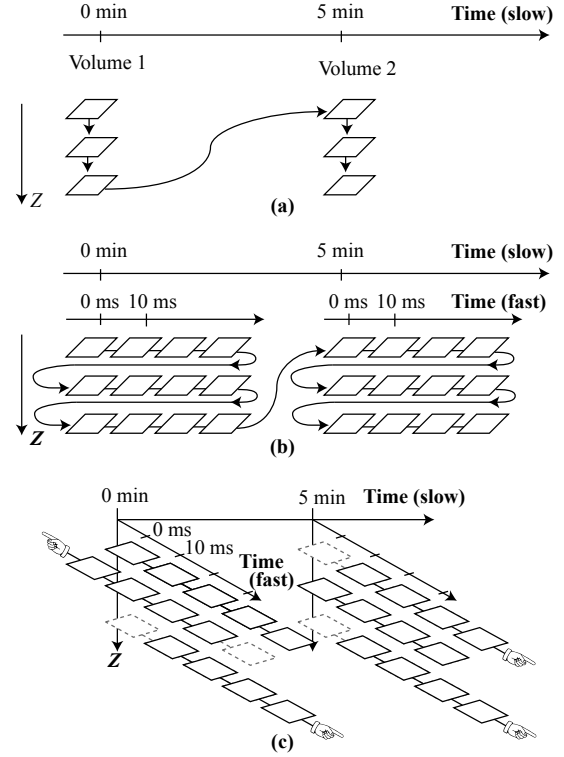 0 min 5 min Time (slow)
Volume 1 Volume 2
Z
(a)
0 min 5 min Time (slow)
0 ms 10 ms 0 ms 10 ms Time (fast)
Z
(b)
0 min 5 min Time (slow)
0 ms
10 ms
Time
(fast)
Z
(c)